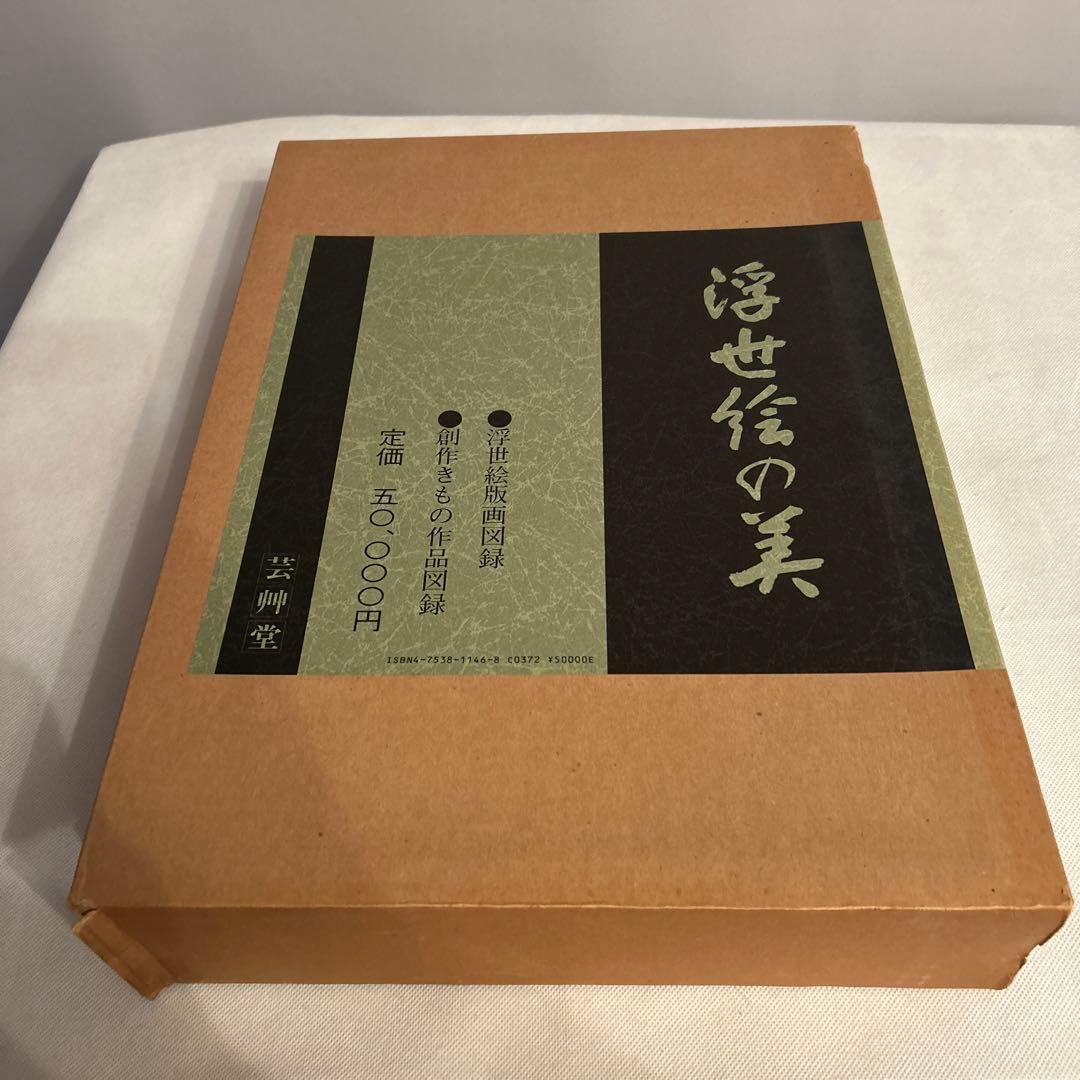 浮世絵の美
●浮世絵版画図録
●創作きもの作品図録
定価 五〇、〇〇〇円
芸艸堂
ISBN4-7538-1146-8 C0372 ¥50000E